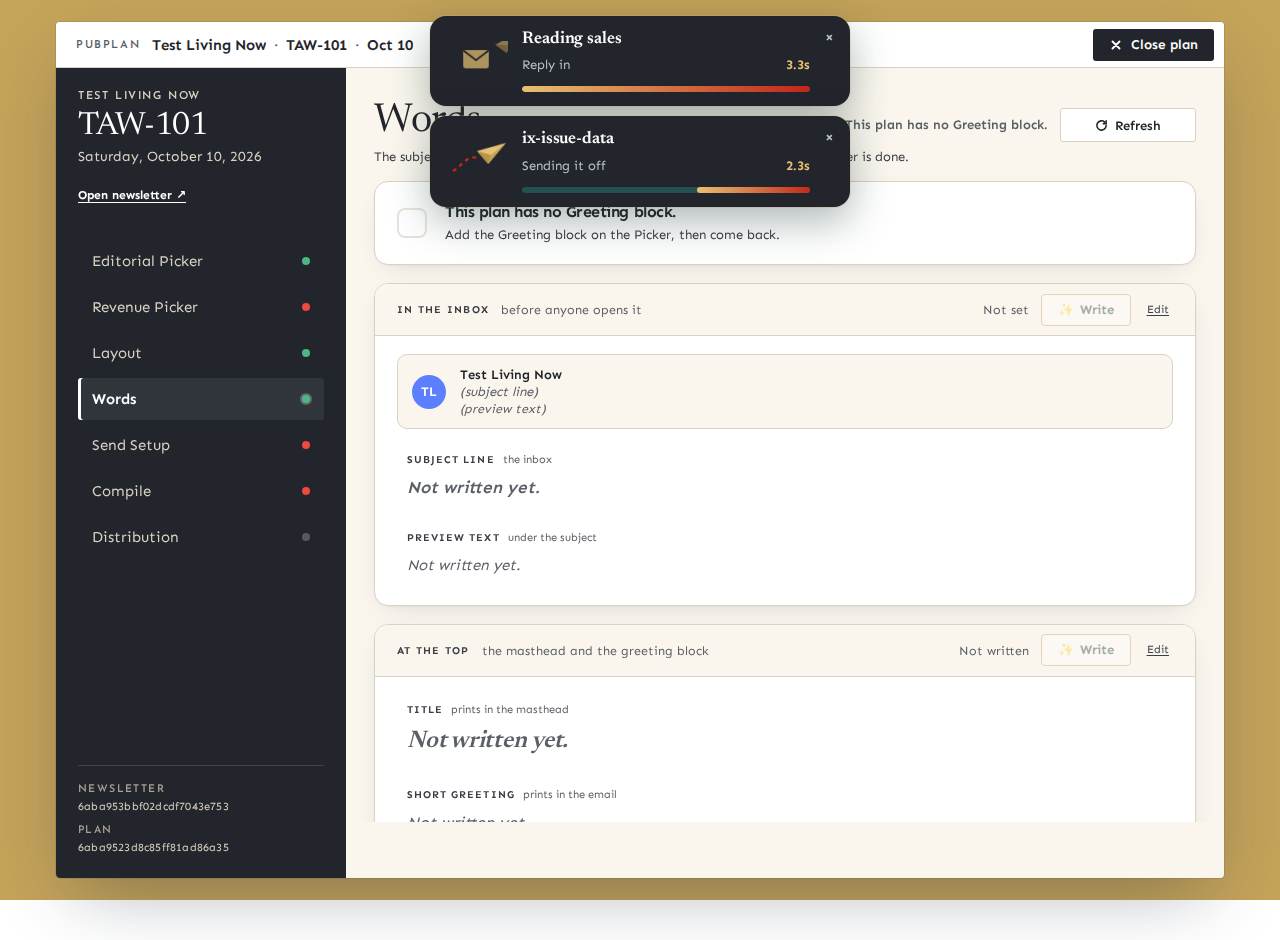 PUBPLAN Test Living Now · TAW-101 · Oct 10
Close plan
Reading sales
Reply in 3.3s
ix-issue-data
Sending it off 2.3s
TEST LIVING NOW
TAW-101
Saturday, October 10, 2026
Open newsletter ↗
Editorial Picker
Revenue Picker
Layout
Words
Send Setup
Compile
Distribution
NEWSLETTER
6aba953bbf02dcdf7043e753
PLAN
6aba9523d8c85ff81ad86a35
Words
This plan has no Greeting block.
Refresh
The subje
er is done.
This plan has no Greeting block.
Add the Greeting block on the Picker, then come back.
IN THE INBOX before anyone opens it Not set ✨ Write Edit
TL
Test Living Now
(subject line)
(preview text)
SUBJECT LINE the inbox
Not written yet.
PREVIEW TEXT under the subject
Not written yet.
AT THE TOP the masthead and the greeting block Not written ✨ Write Edit
TITLE prints in the masthead
Not written yet.
SHORT GREETING prints in the email
Not written yet.